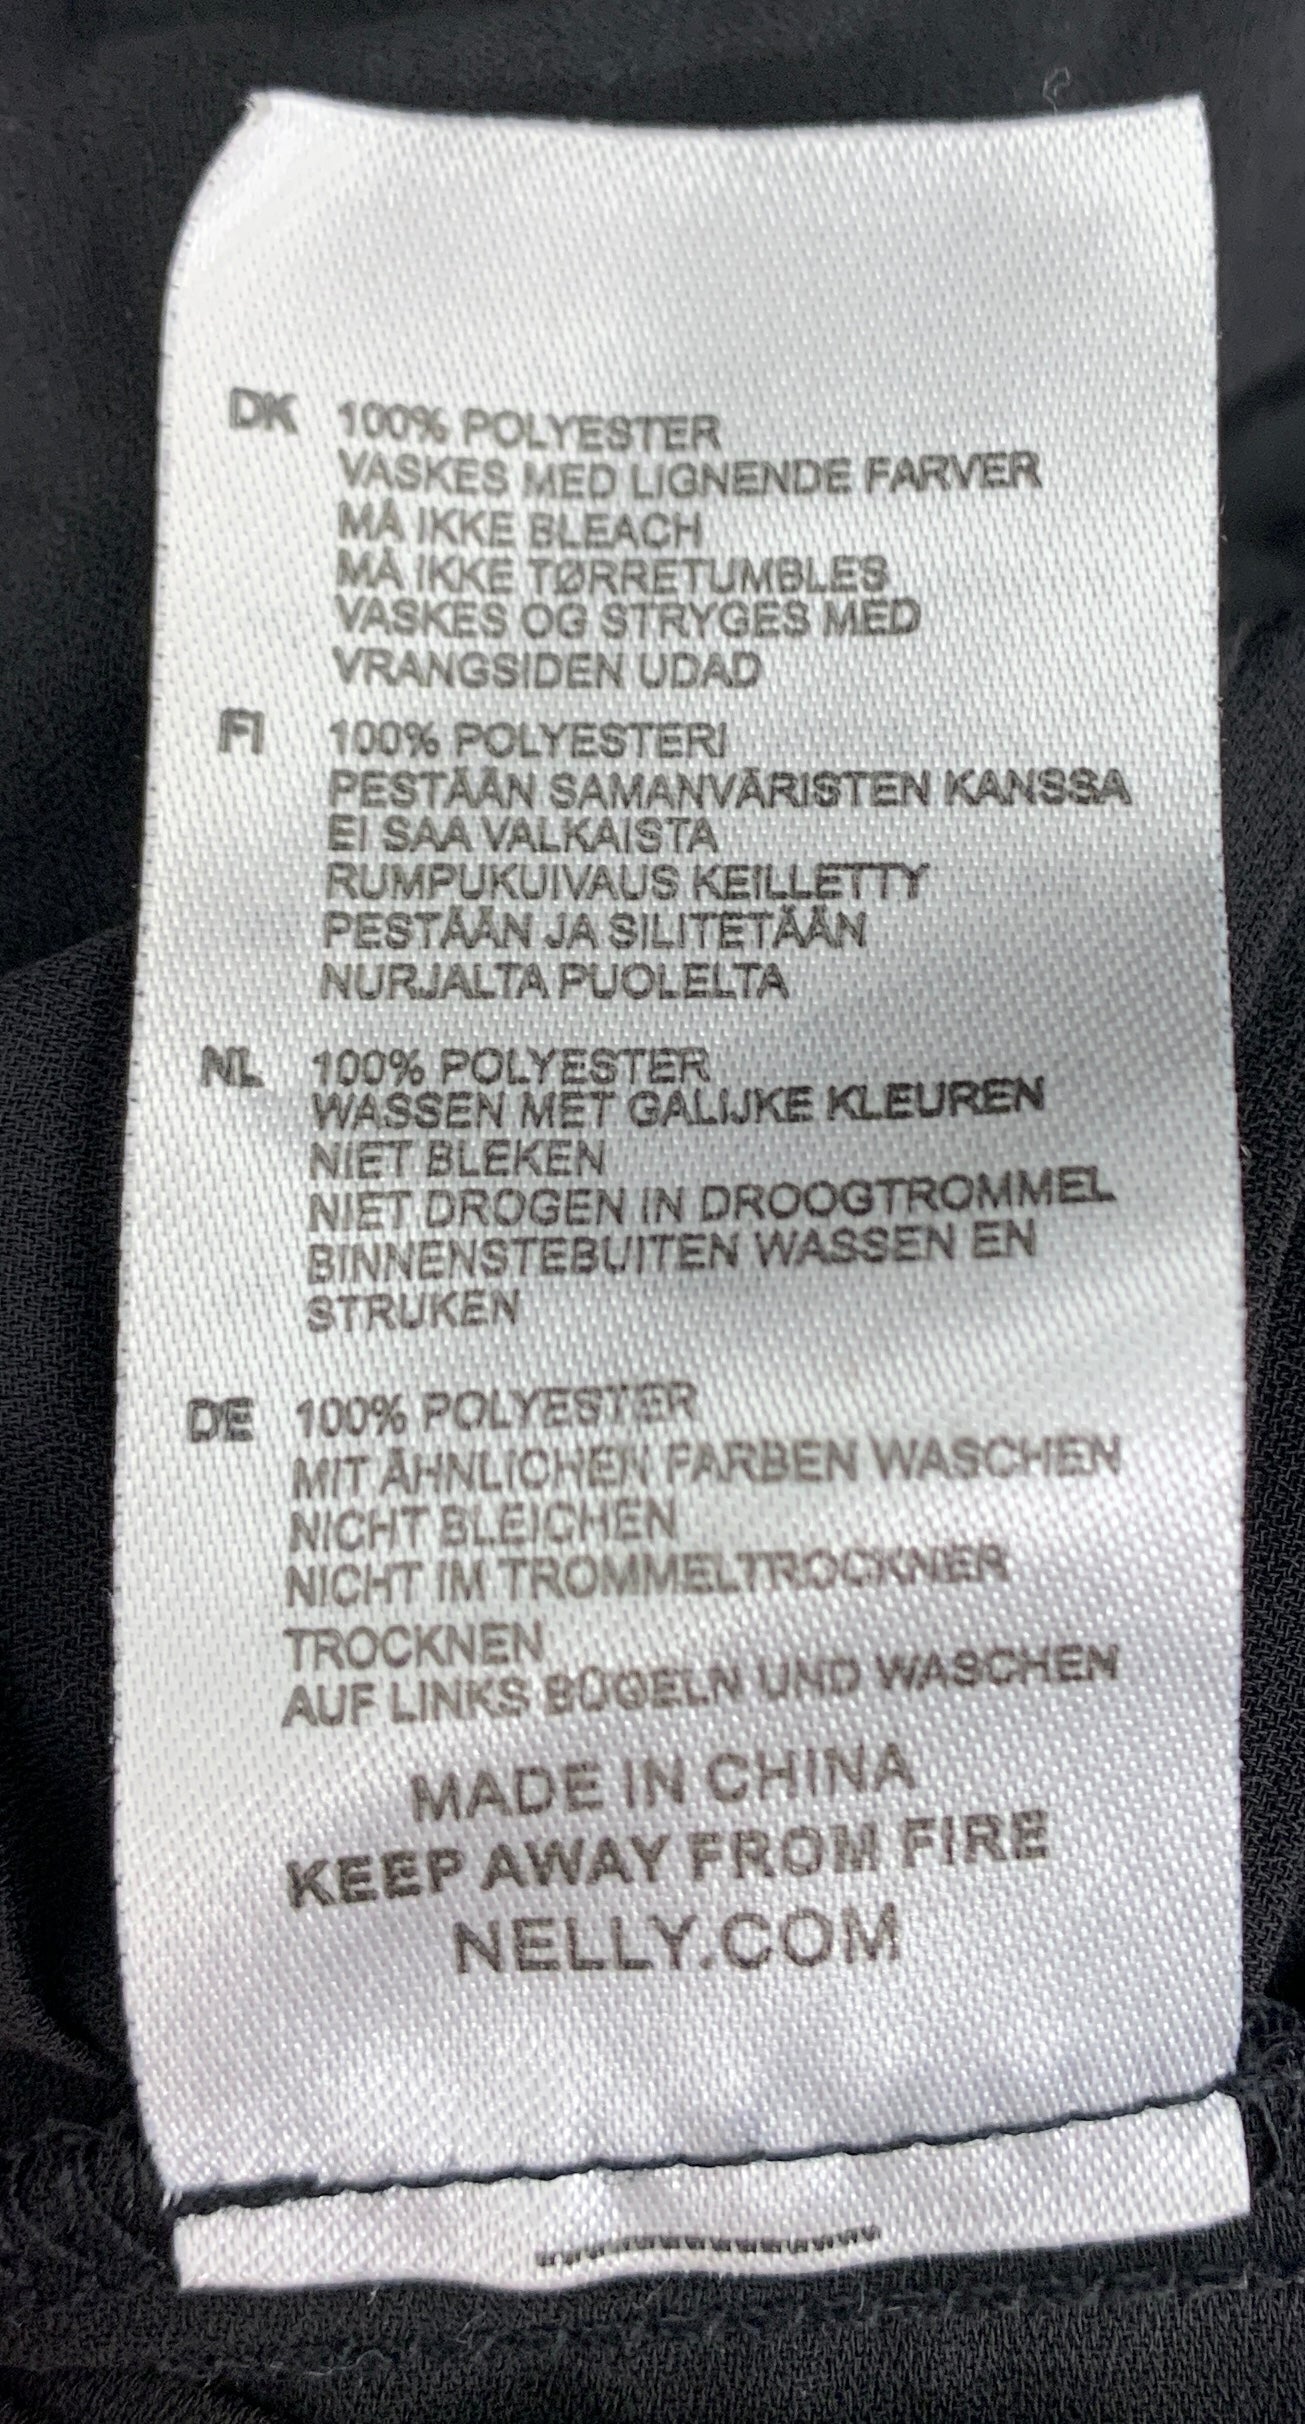 DK 100% POLYESTER
VASKES MED LIGNENDE FARVER
MÅ IKKE BLEACH
MÅ IKKE TØRRETUMBLES
VASKES OG STRYGES MED
VRANGSIDEN UDAD
FI 100% POLYESTERI
PESTÄÄN SAMANVÄRISTEN KANSSA
EI SAA VALKAISTA
RUMPUKUIVAUS KEILLETTY
PESTÄÄN JA SILITETÄÄN
NURJALTA PUOLELTA
NL 100% POLYESTER
WASSEN MET GALIJKE KLEUREN
NIET BLEKEN
NIET DROGEN IN DROOGTROMMEL
BINNENSTEBUITEN WASSEN EN
STRIJKEN
DE 100% POLYESTER
MIT ÄHNLICHEN FARBEN WASCHEN
NICHT BLEICHEN
NICHT IM TROMMELTROCKNER
TROCKNEN
AUF LINKS BÜGELN UND WASCHEN
MADE IN CHINA
KEEP AWAY FROM FIRE
NELLY.COM